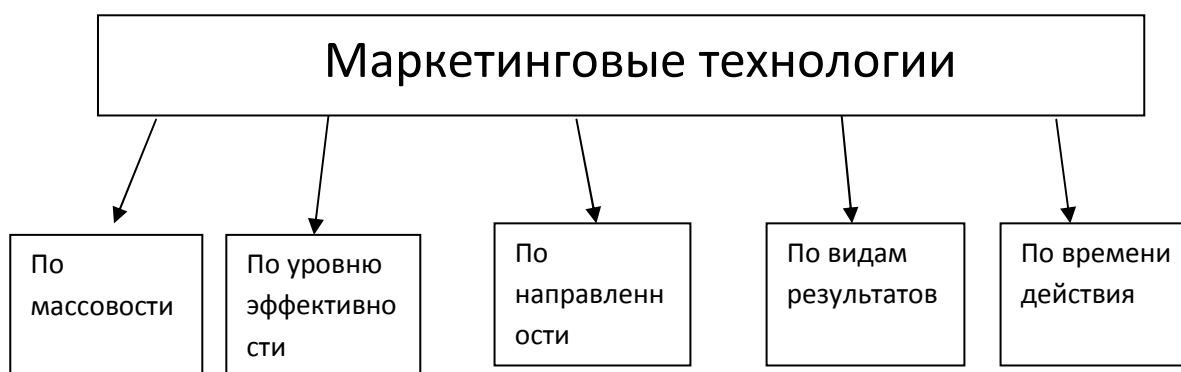 Маркетинговые технологии
По
массовости
По уровню
эффективно
сти
По
направленн
ости
По видам
результатов
По времени
действия